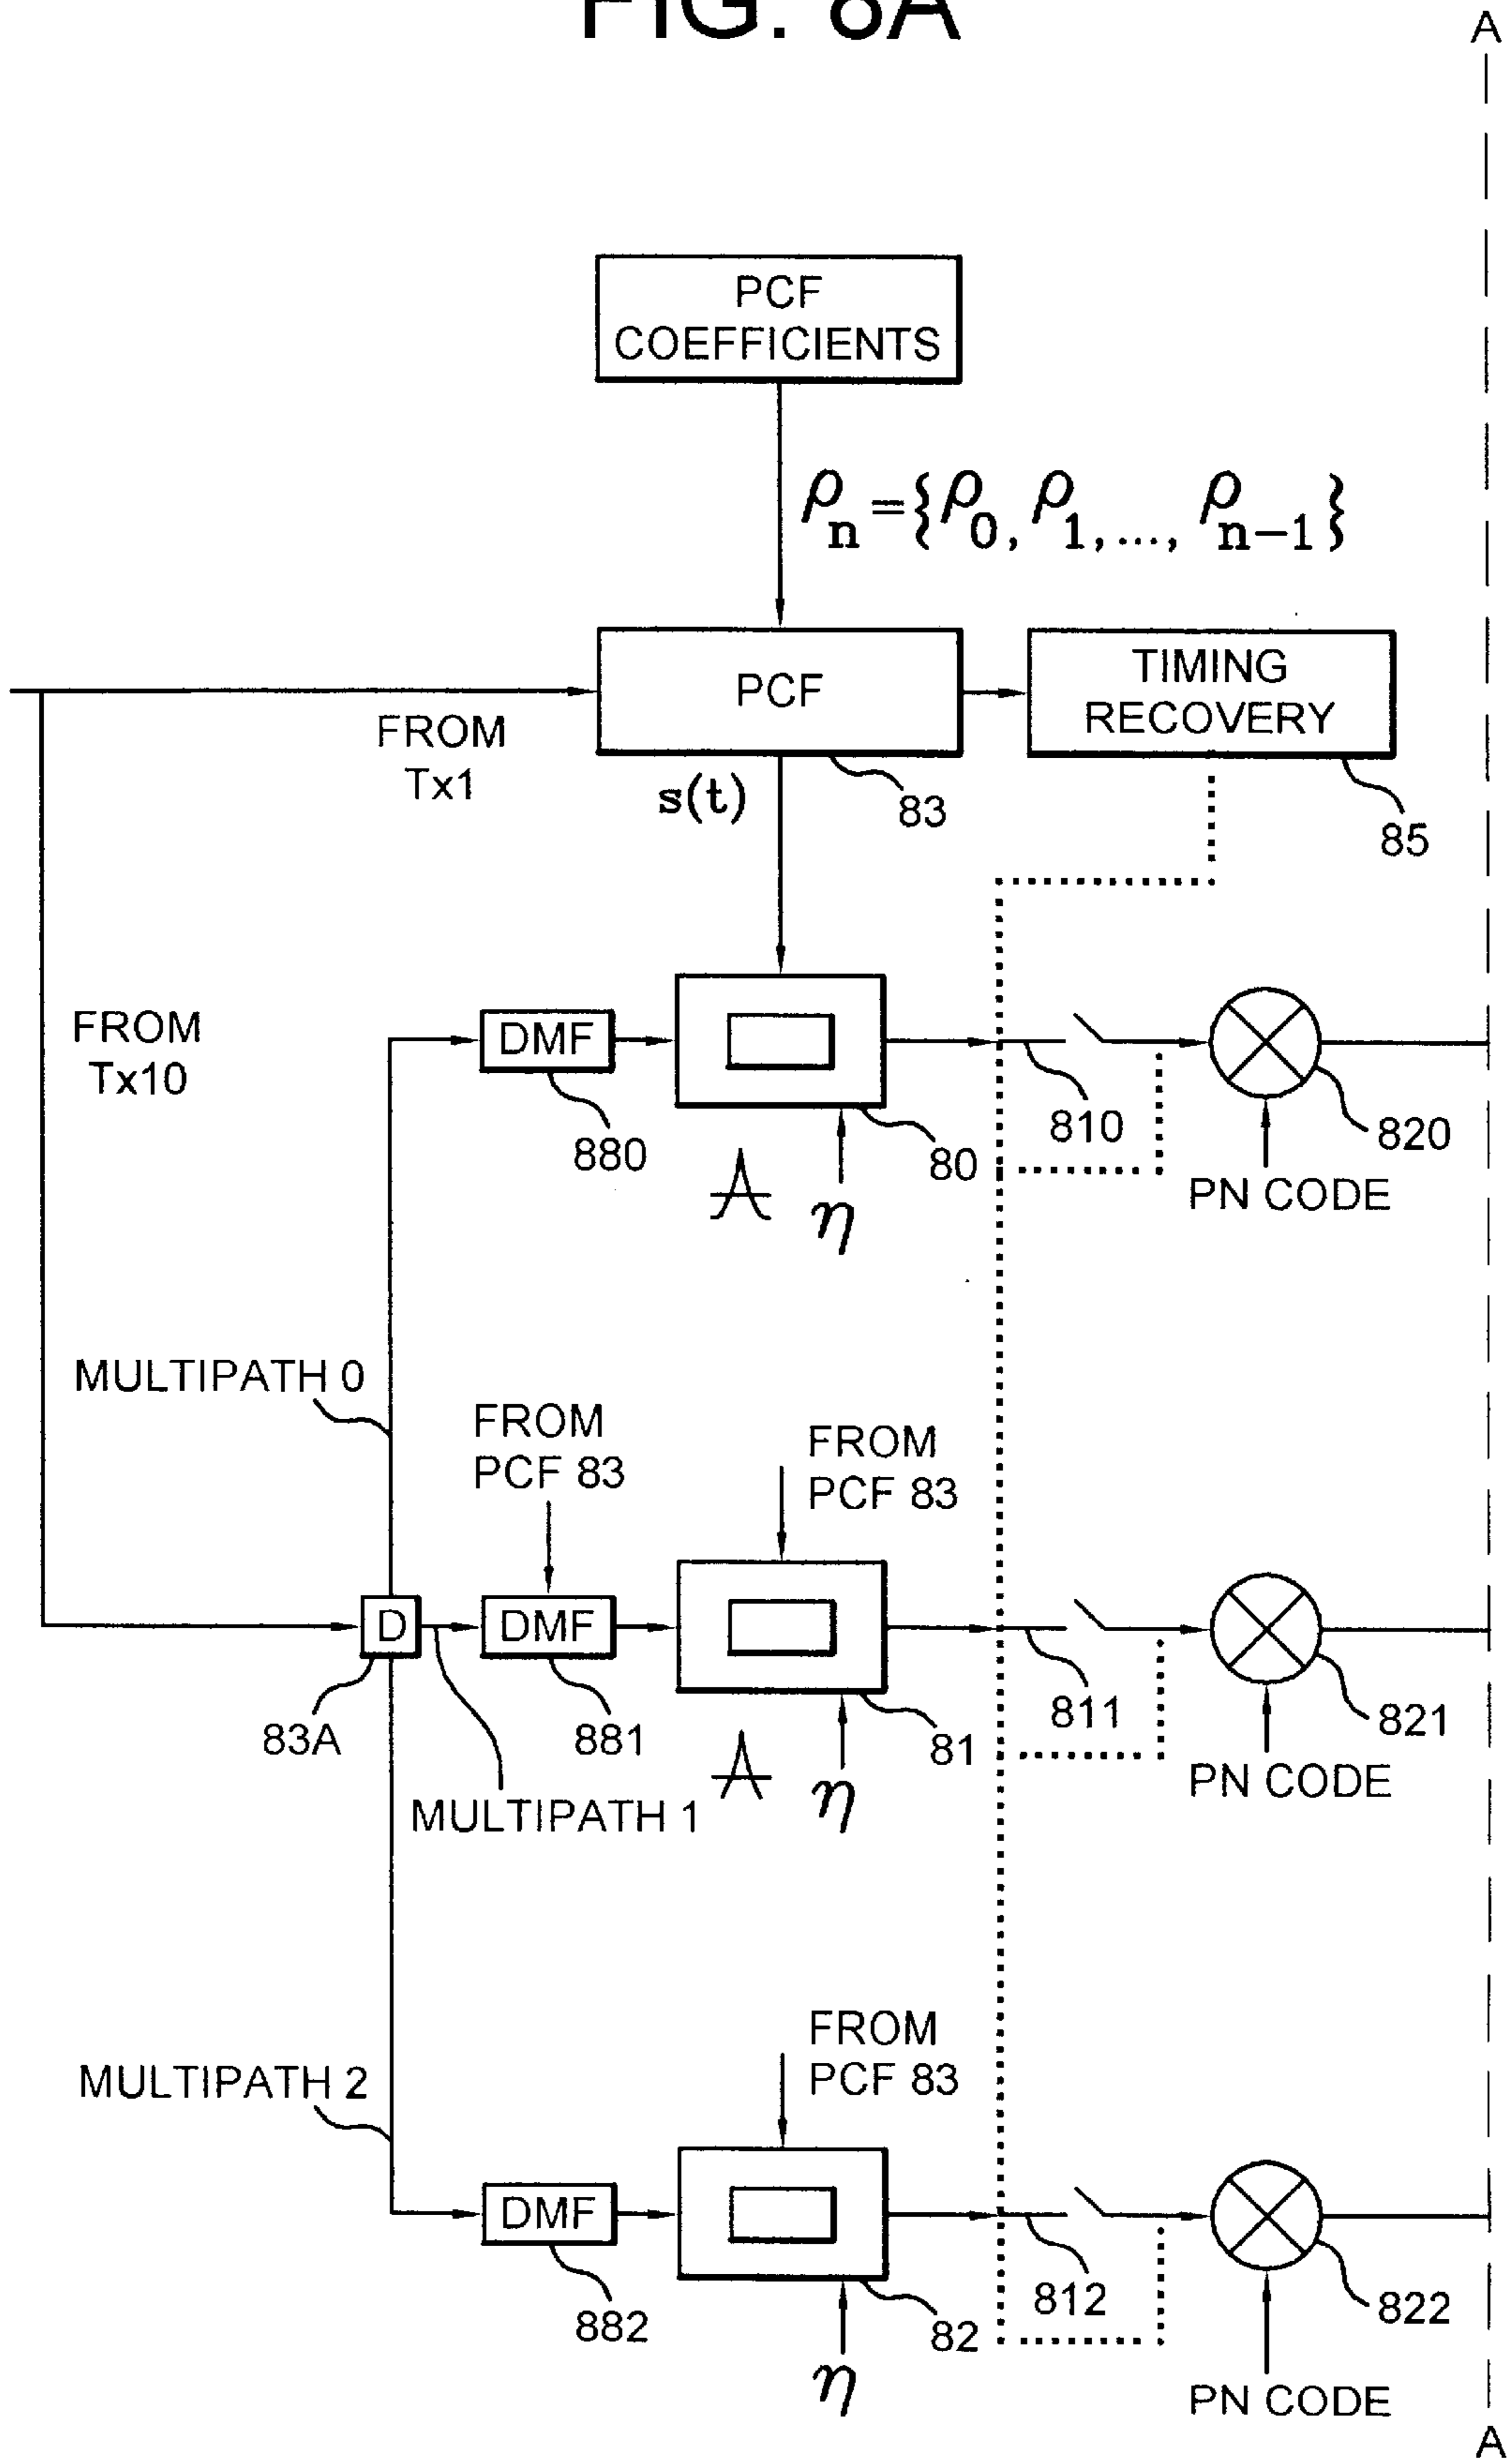 FIG. 8A
A
PCF
COEFFICIENTS
ρn={ρ0, ρ1,..., ρn−1}
FROM
Tx1
PCF
TIMING
RECOVERY
s(t)
83
85
FROM
Tx10
DMF
880
80
η
810
820
PN CODE
MULTIPATH 0
FROM
PCF 83
FROM
PCF 83
D
DMF
83A
881
81
811
821
MULTIPATH 1
η
PN CODE
FROM
PCF 83
MULTIPATH 2
DMF
882
82
812
822
η
PN CODE
A